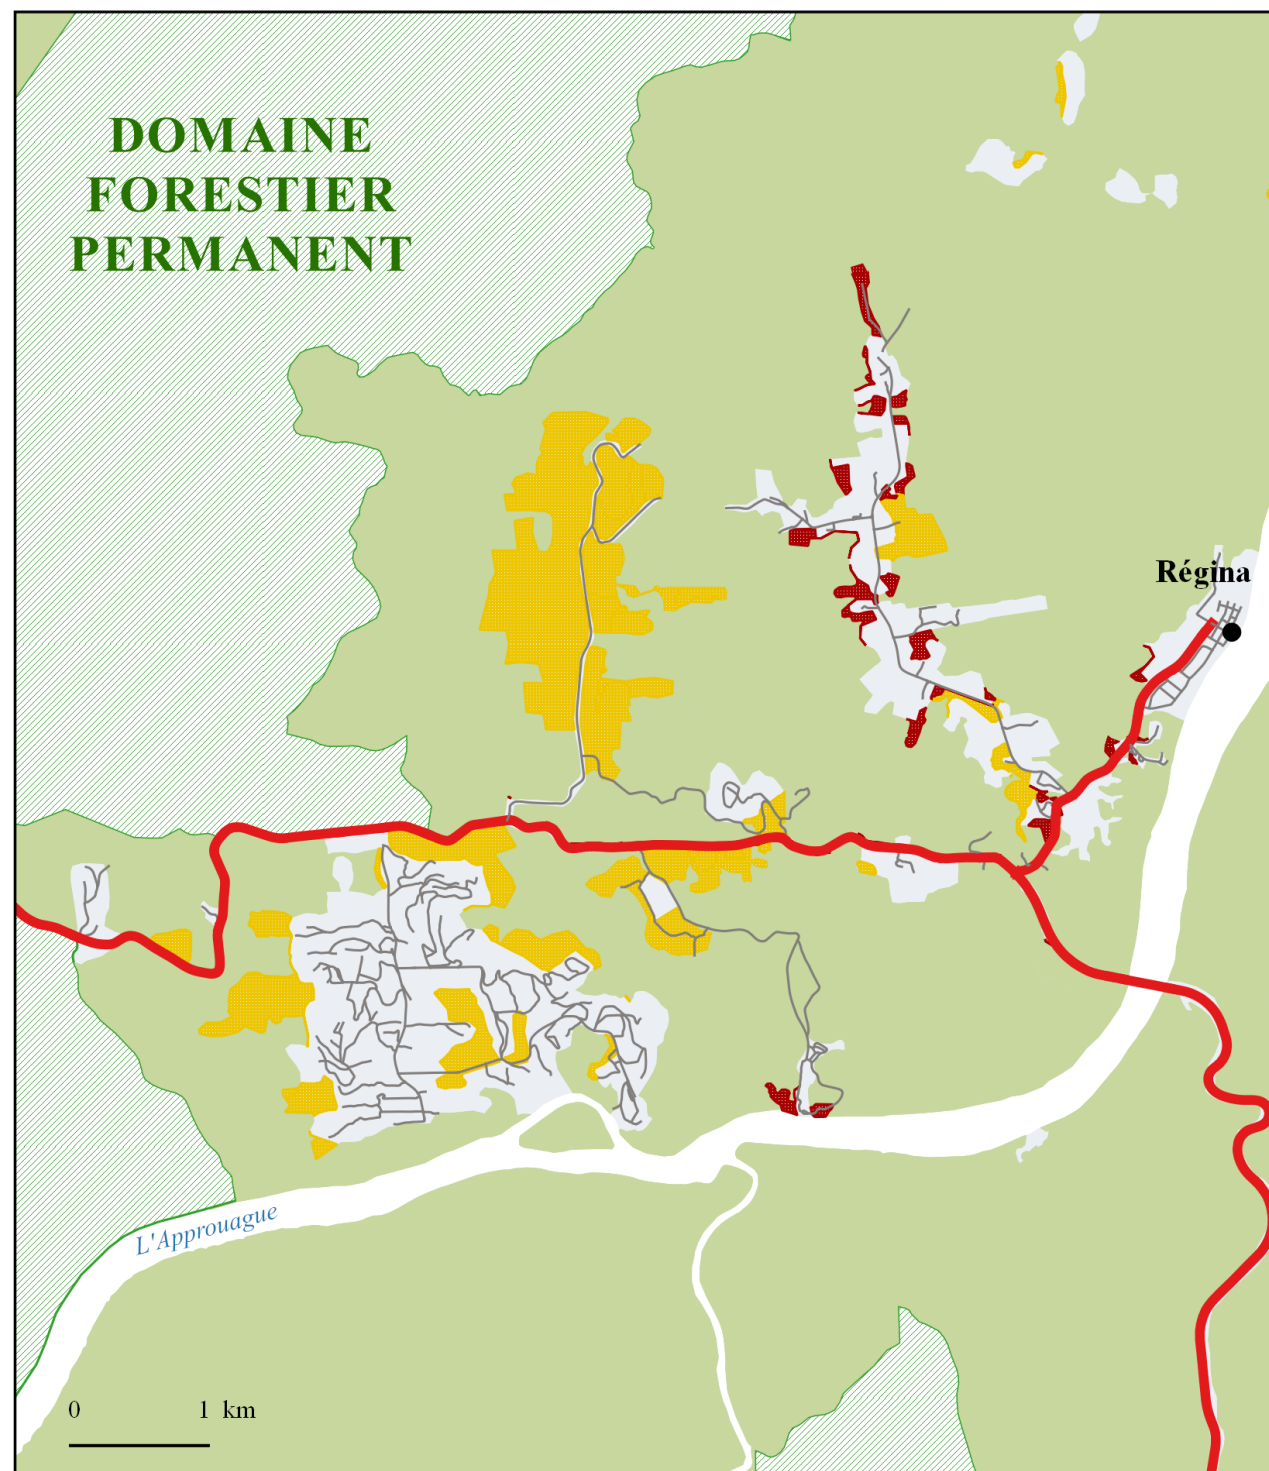 DOMAINE
FORESTIER
PERMANENT
Régina
L'Approuague
0 1 km